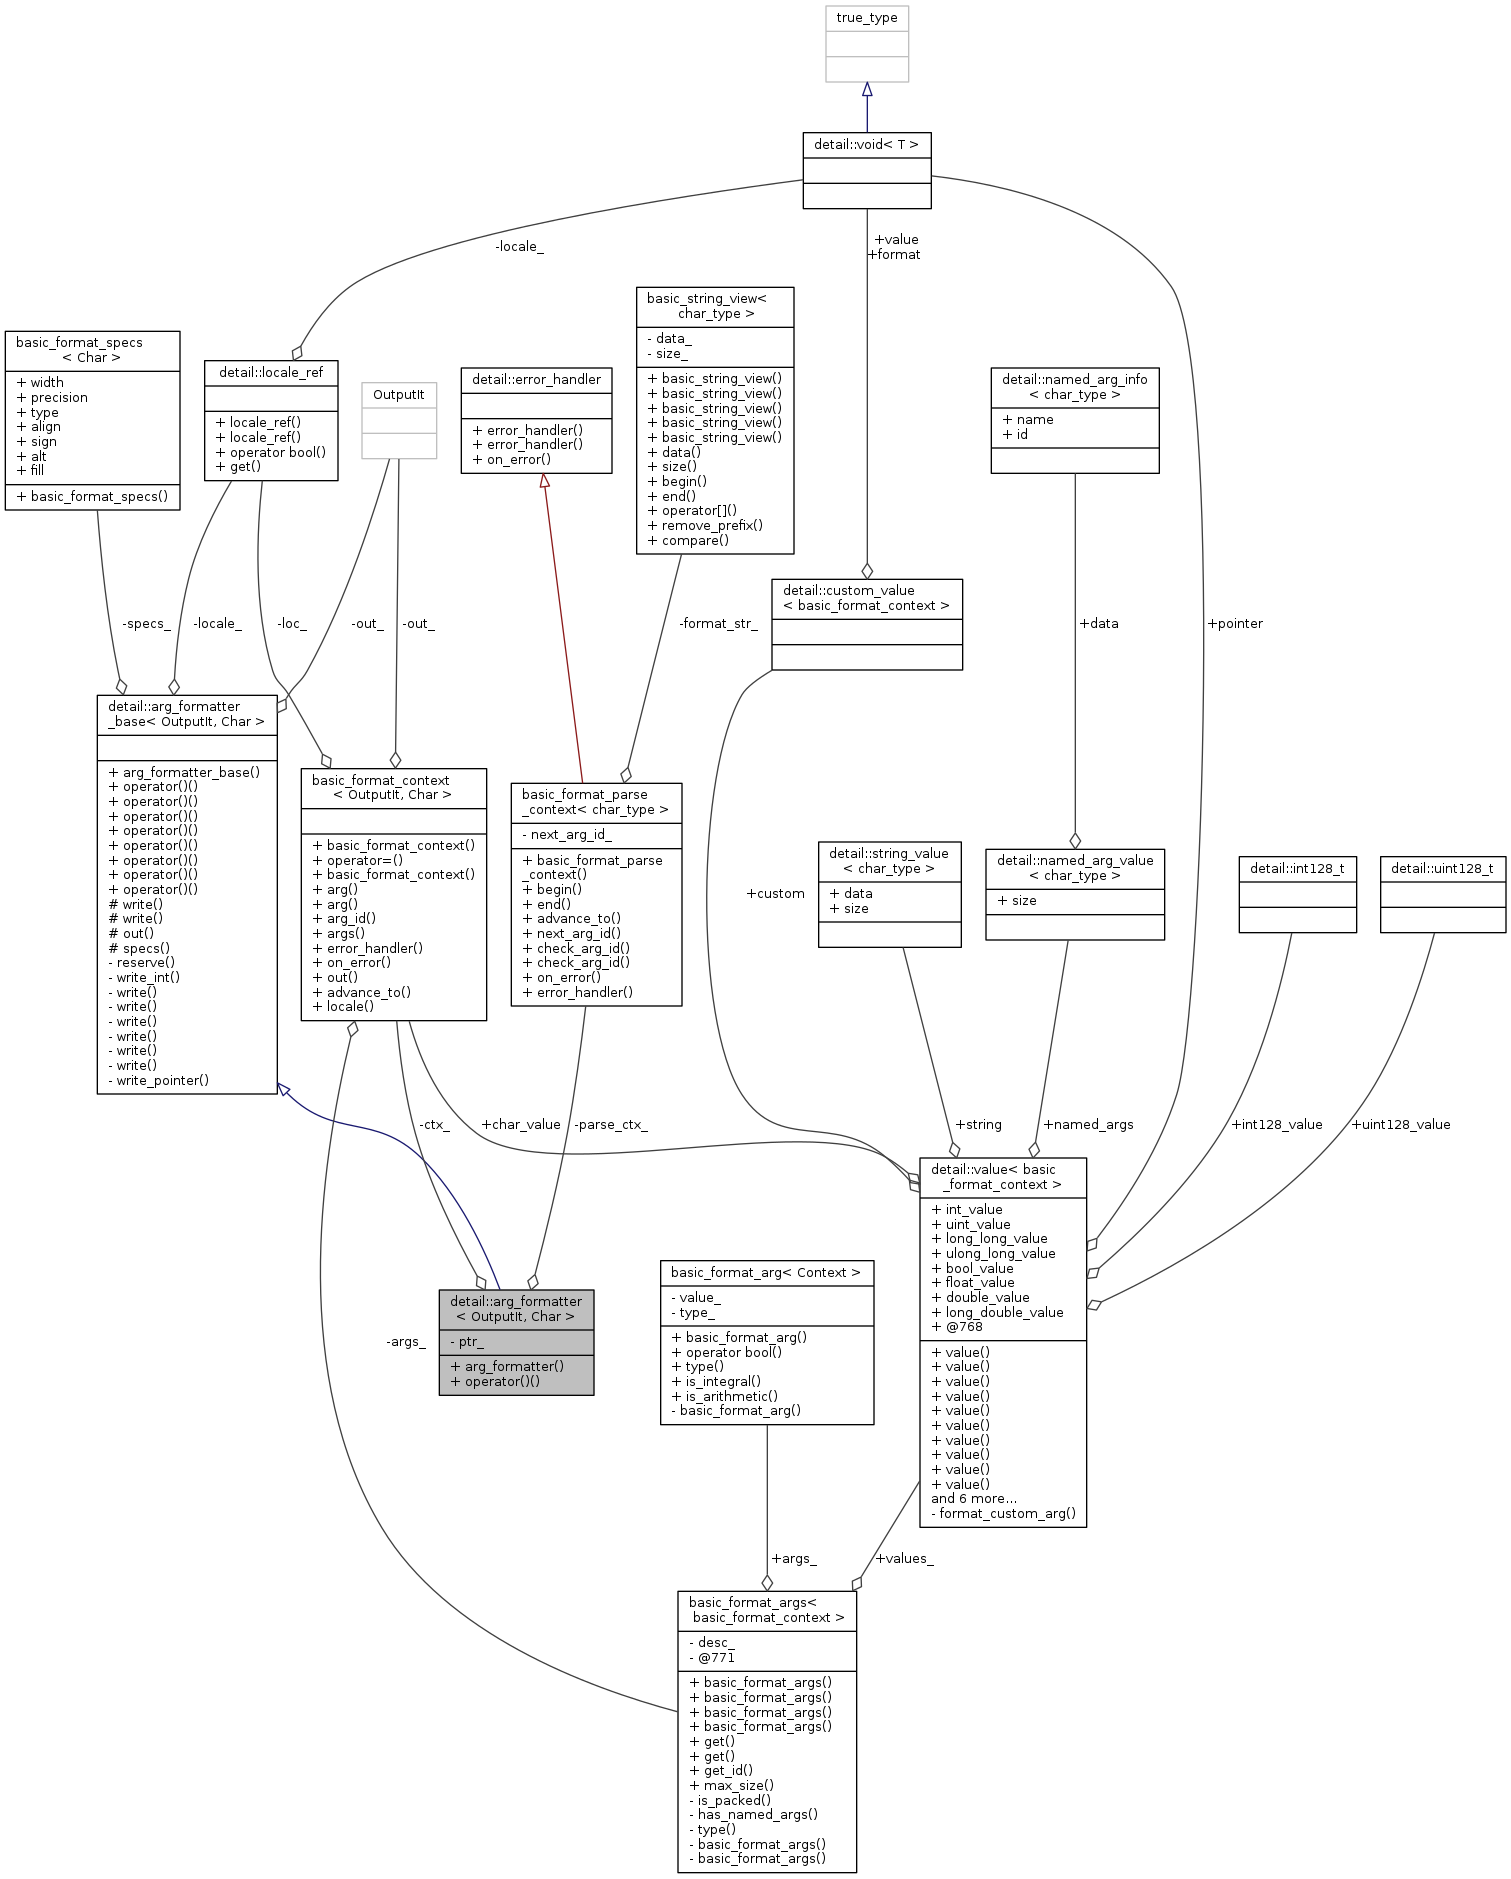 true_type
detail::void< T >
-locale_
+value
+format
basic_string_view<
char_type >
- data_
- size_
+ basic_string_view()
+ basic_string_view()
+ basic_string_view()
+ basic_string_view()
+ basic_string_view()
+ data()
+ size()
+ begin()
+ end()
+ operator[]()
+ remove_prefix()
+ compare()
basic_format_specs
< Char >
+ width
+ precision
+ type
+ align
+ sign
+ alt
+ fill
+ basic_format_specs()
detail::locale_ref
+ locale_ref()
+ locale_ref()
+ operator bool()
+ get()
OutputIt
detail::error_handler
+ error_handler()
+ error_handler()
+ on_error()
detail::named_arg_info
< char_type >
+ name
+ id
detail::custom_value
< basic_format_context >
-specs_
-locale_
-loc_
-out_
-out_
-format_str_
+data
+pointer
detail::arg_formatter
_base< OutputIt, Char >
+ arg_formatter_base()
+ operator()()
+ operator()()
+ operator()()
+ operator()()
+ operator()()
+ operator()()
+ operator()()
+ operator()()
# write()
# write()
# out()
# specs()
- reserve()
- write_int()
- write()
- write()
- write()
- write()
- write()
- write()
- write_pointer()
basic_format_context
< OutputIt, Char >
+ basic_format_context()
+ operator=()
+ basic_format_context()
+ arg()
+ arg()
+ arg_id()
+ args()
+ error_handler()
+ on_error()
+ out()
+ advance_to()
+ locale()
basic_format_parse
_context< char_type >
- next_arg_id_
+ basic_format_parse
_context()
+ begin()
+ end()
+ advance_to()
+ next_arg_id()
+ check_arg_id()
+ check_arg_id()
+ on_error()
+ error_handler()
+custom
detail::string_value
< char_type >
+ data
+ size
detail::named_arg_value
< char_type >
+ size
detail::int128_t
detail::uint128_t
-ctx_
+char_value
-parse_ctx_
+string
+named_args
+int128_value
+uint128_value
detail::value< basic
_format_context >
+ int_value
+ uint_value
+ long_long_value
+ ulong_long_value
+ bool_value
+ float_value
+ double_value
+ long_double_value
+ @768
+ value()
+ value()
+ value()
+ value()
+ value()
+ value()
+ value()
+ value()
+ value()
+ value()
and 6 more...
- format_custom_arg()
-args_
detail::arg_formatter
< OutputIt, Char >
- ptr_
+ arg_formatter()
+ operator()()
basic_format_arg< Context >
- value_
- type_
+ basic_format_arg()
+ operator bool()
+ type()
+ is_integral()
+ is_arithmetic()
- basic_format_arg()
+args_
+values_
basic_format_args<
basic_format_context >
- desc_
- @771
+ basic_format_args()
+ basic_format_args()
+ basic_format_args()
+ basic_format_args()
+ get()
+ get()
+ get_id()
+ max_size()
- is_packed()
- has_named_args()
- type()
- basic_format_args()
- basic_format_args()